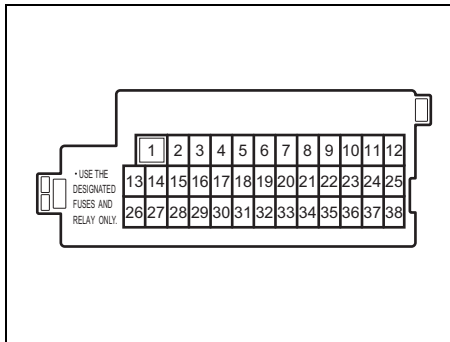 1 2 3 4 5 6 7 8 9 10 11 12
• USE THE
DESIGNATED
FUSES AND
RELAY ONLY.
13 14 15 16 17 18 19 20 21 22 23 24 25
26 27 28 29 30 31 32 33 34 35 36 37 38